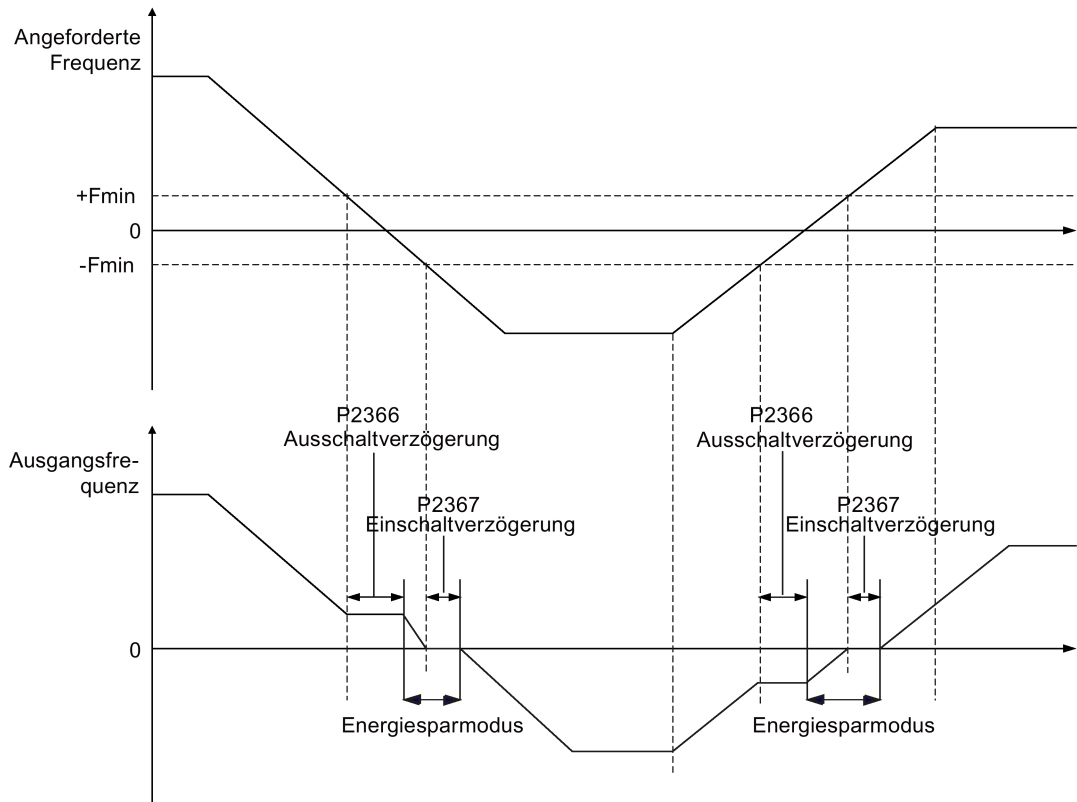 Angeforderte
Frequenz
+Fmin
0
-Fmin
P2366
Ausschaltverzögerung
P2366
Ausschaltverzögerung
Ausgangsfre-
quenz
P2367
Einschaltverzögerung
P2367
Einschaltverzögerung
0
Energiesparmodus
Energiesparmodus